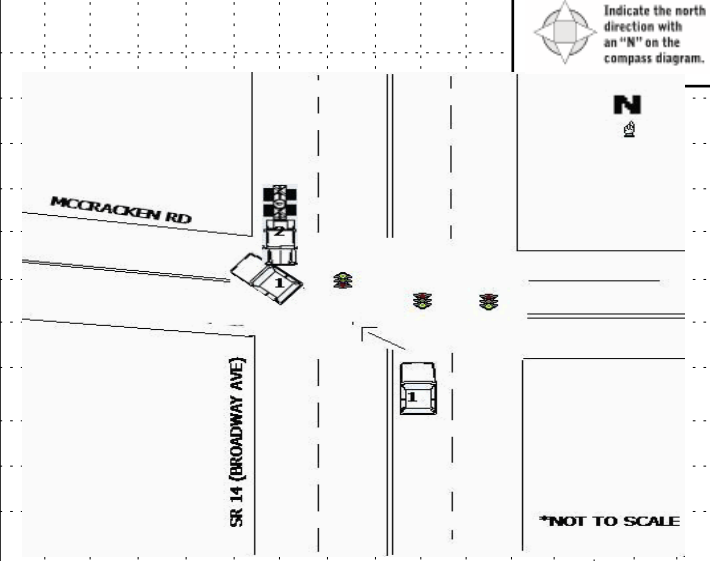 Indicate the north
direction with
an “N” on the
compass diagram.
N
MCCRACKEN RD
2
1
1
SR 14 (BROADWAY AVE)
*NOT TO SCALE